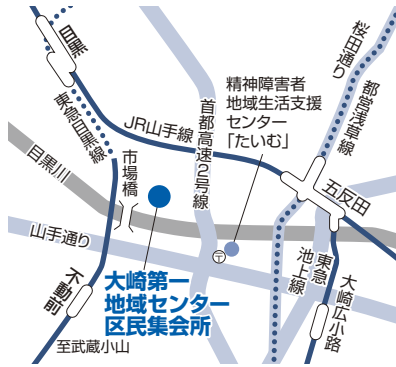 目黒
桜田通り
都営浅草線
精神障害者
地域生活支援
センター
「たいむ」
東急目黒線
JR山手線
首都高速2号線
市場橋
目黒川
五反田
山手通り
東急
池上線
〒
大崎広小路
不動前
大崎第一
地域センター
区民集会所
至武蔵小山